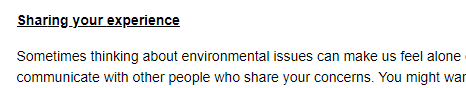 Sharing your experience
Sometimes thinking about environmental issues can make us feel alone
communicate with other people who share your concerns. You might